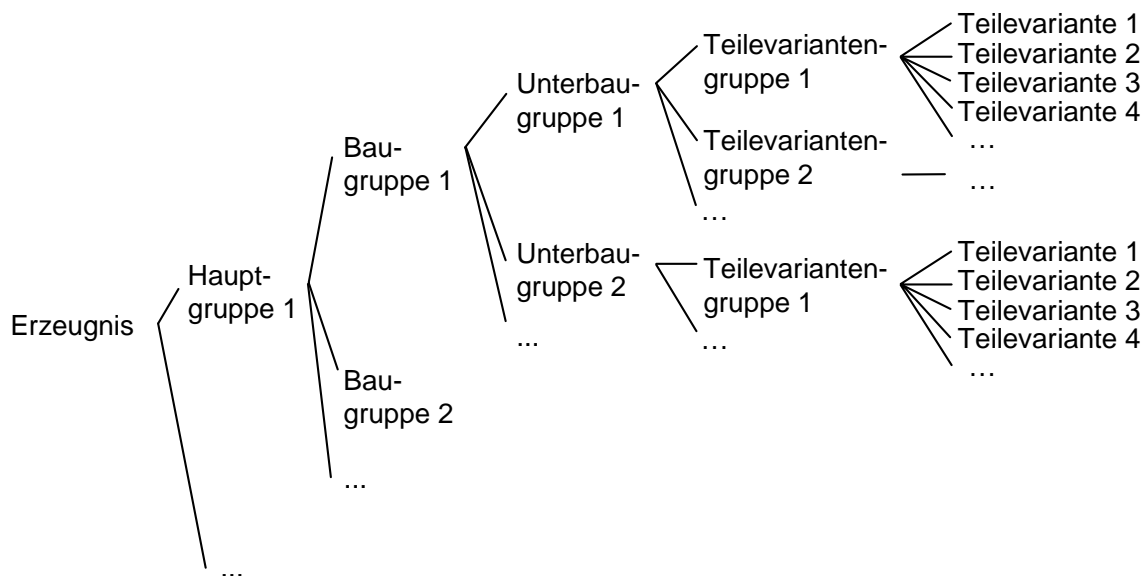 Erzeugnis
Haupt-
gruppe 1
...
Bau-
gruppe 1
Bau-
gruppe 2
...
Unterbau-
gruppe 1
Unterbau-
gruppe 2
...
Teilevarianten-
gruppe 1
Teilevarianten-
gruppe 2
...
Teilevarianten-
gruppe 1
...
Teilevariante 1
Teilevariante 2
Teilevariante 3
Teilevariante 4
...
...
Teilevariante 1
Teilevariante 2
Teilevariante 3
Teilevariante 4
...